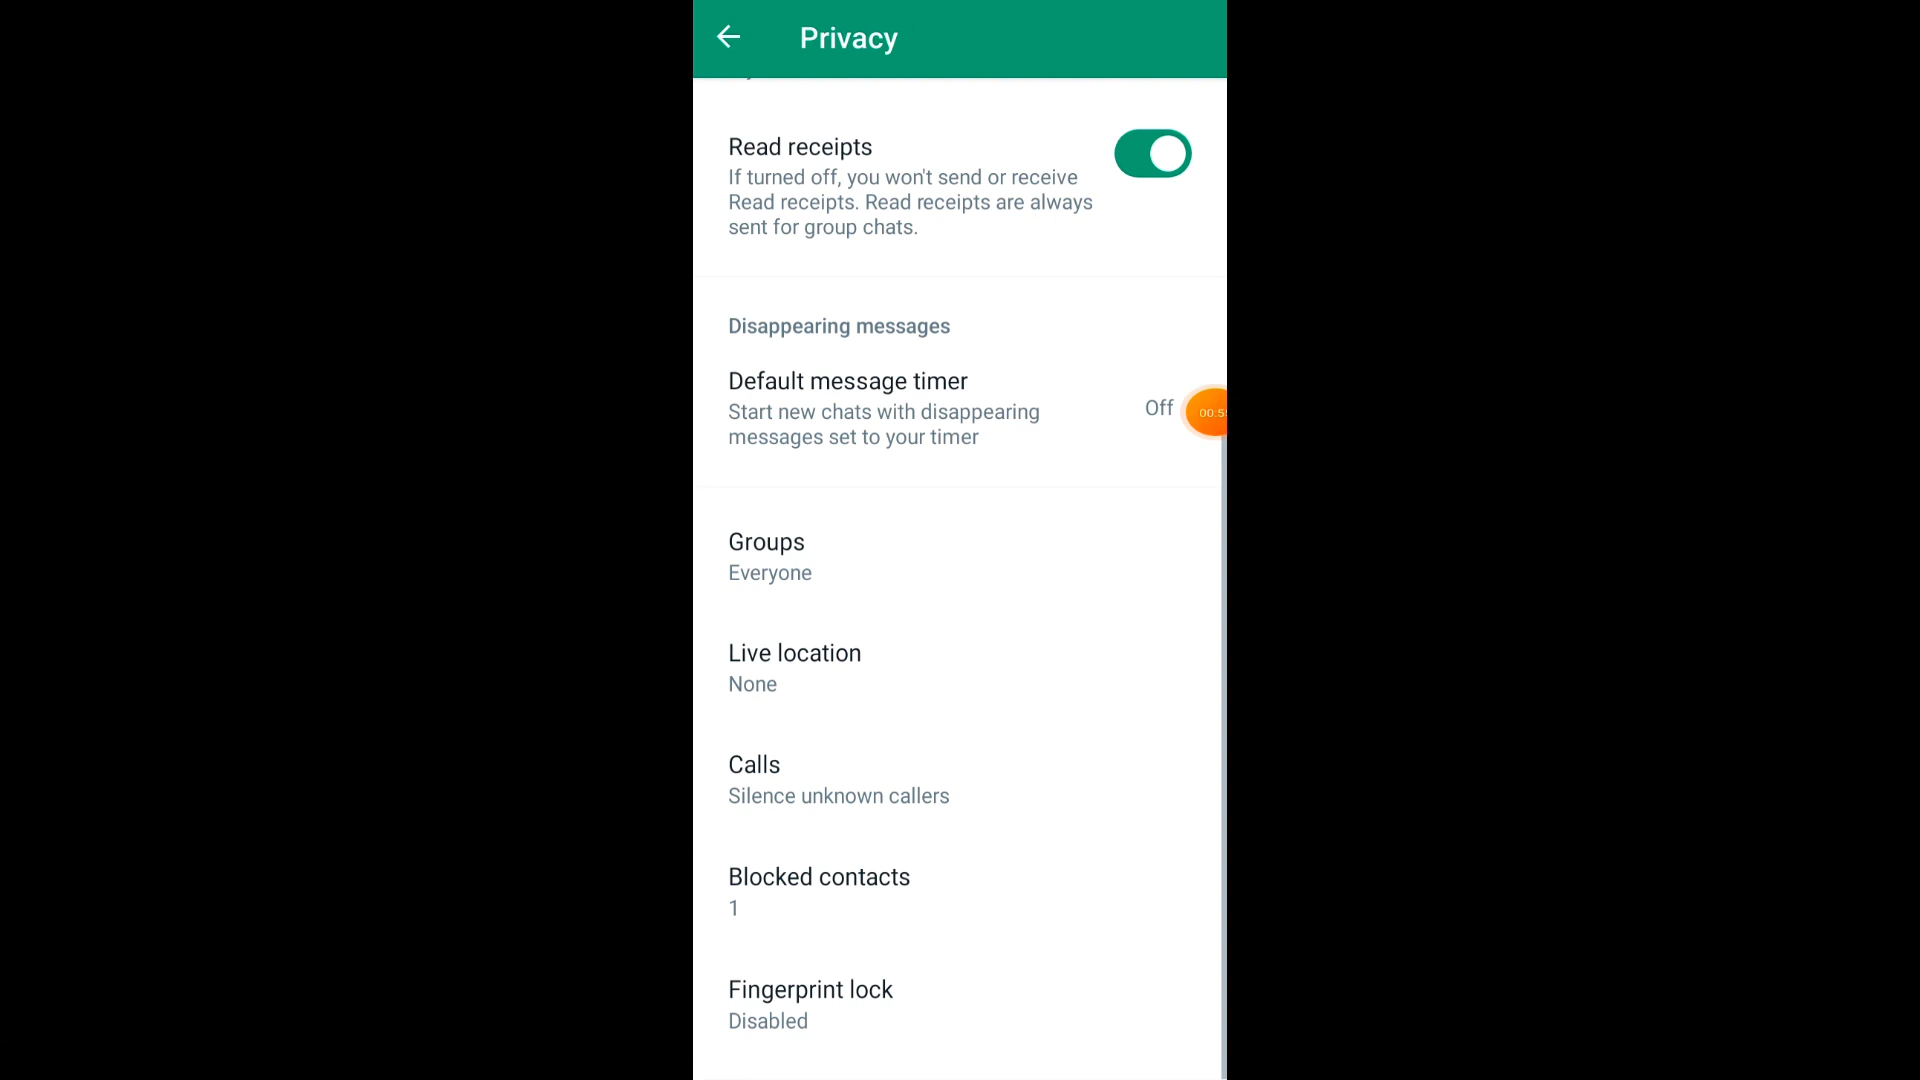 Privacy
Read receipts
If turned off, you won't send or receive
Read receipts. Read receipts are always
sent for group chats.
Disappearing messages
Default message timer
Start new chats with disappearing
messages set to your timer
Off
Groups
Everyone
Live location
None
Calls
Silence unknown callers
Blocked contacts
1
Fingerprint lock
Disabled